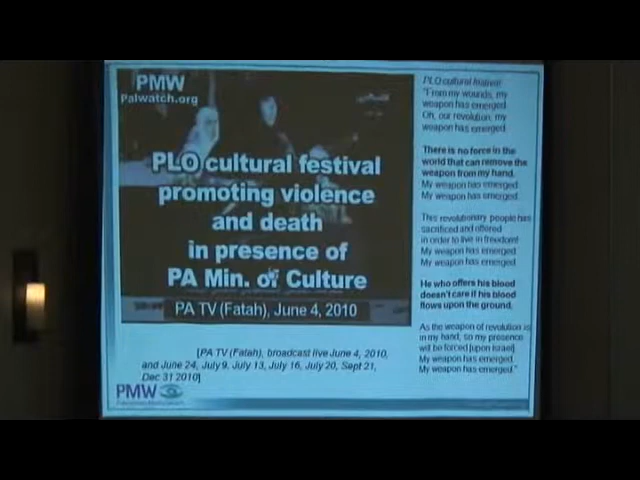 PMW
Palwatch.org
PLO cultural festival
promoting violence
and death
in presence of
PA Min. of Culture
PA TV (Fatah), June 4, 2010
[PA TV (Fatah), broadcast live June 4, 2010,
and June 24, July 9, July 13, July 16, July 20, Sept 21,
Dec 31 2010]
PMW
PLO cultural festival
"From my wounds, my
weapon has emerged
Oh, our revolution, my
weapon has emerged
There is no force in the
world that can remove the
weapon from my hand.
My weapon has emerged
My weapon has emerged.
This revolutionary people has
sacrificed and offered
in order to live in freedom!
My weapon has emerged
My weapon has emerged.
He who offers his blood
doesn't care if his blood
flows upon the ground.
As the weapon of revolution is
in my hand, so my presence
will be forced [upon Israel]
My weapon has emerged.
My weapon has emerged."